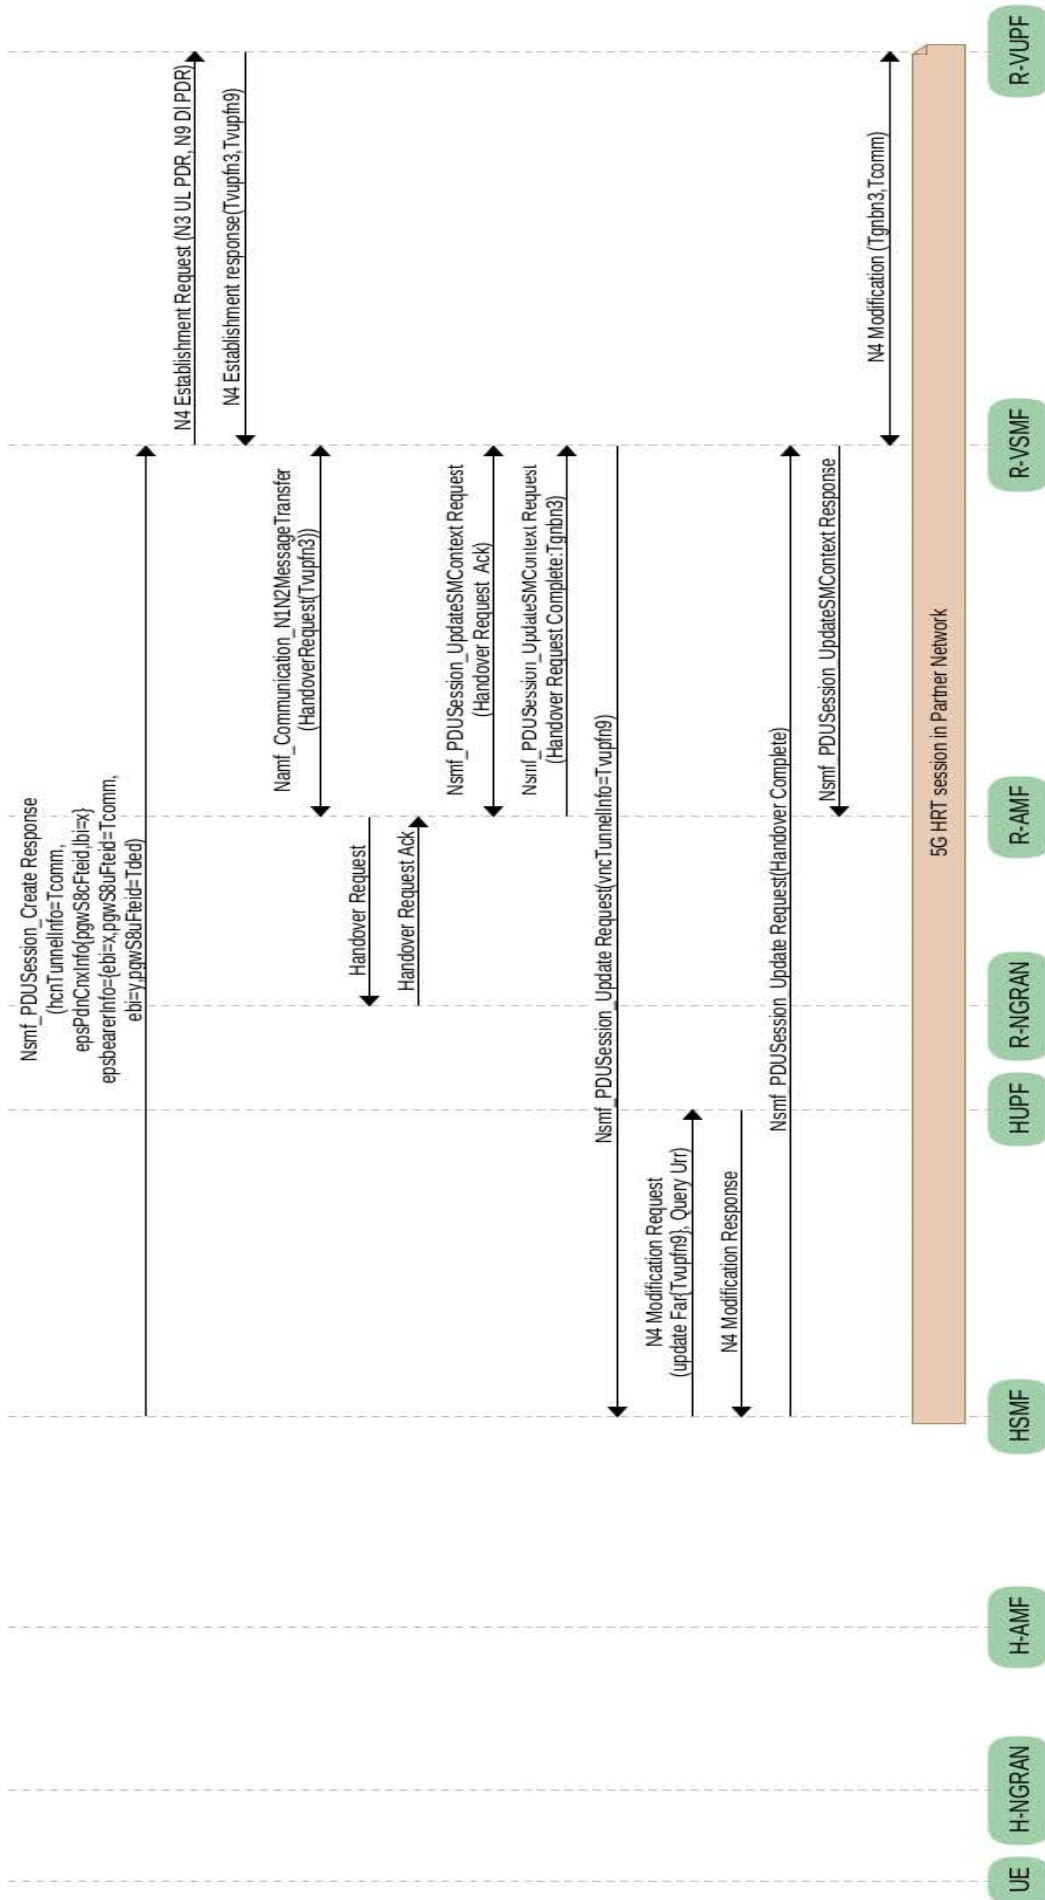 Nsmf_PDUSession_Create Response
(hcnTunnelInfo=Tcomm,
epsPdnCnxInfo{pgwS8cFteid,lbi=x}
epsbearerInfo={ebi=x,pgwS8uFteid=Tcomm,
ebi=y,pgwS8uFteid=Tded)
N4 Establishment Request (N3 UL PDR, N9 Dl PDR)
N4 Establishment response(Tvupfn3,Tvupfn9)
Namf_Communication_N1N2MessageTransfer
(HandoverRequest(Tvupfn3))
Handover Request
Handover Request Ack
Nsmf_PDUSession_UpdateSMContext Request
(Handover Request Ack)
Nsmf_PDUSession_UpdateSMContext Request
(Handover Request Complete:Tgnbn3)
Nsmf_PDUSession_Update Request(vncTunnelInfo=Tvupfn9)
N4 Modification Request
(update Far{Tvupfn9}, Query Urr)
N4 Modification Response
Nsmf_PDUSession_Update Request(Handover Complete)
Nsmf_PDUSession_UpdateSMContext Response
N4 Modification (Tgnbn3,Tcomm)
5G HRT session in Partner Network
UE
H-NGRAN
H-AMF
HSMF
HUPF
R-NGRAN
R-AMF
R-VSMF
R-VUPF